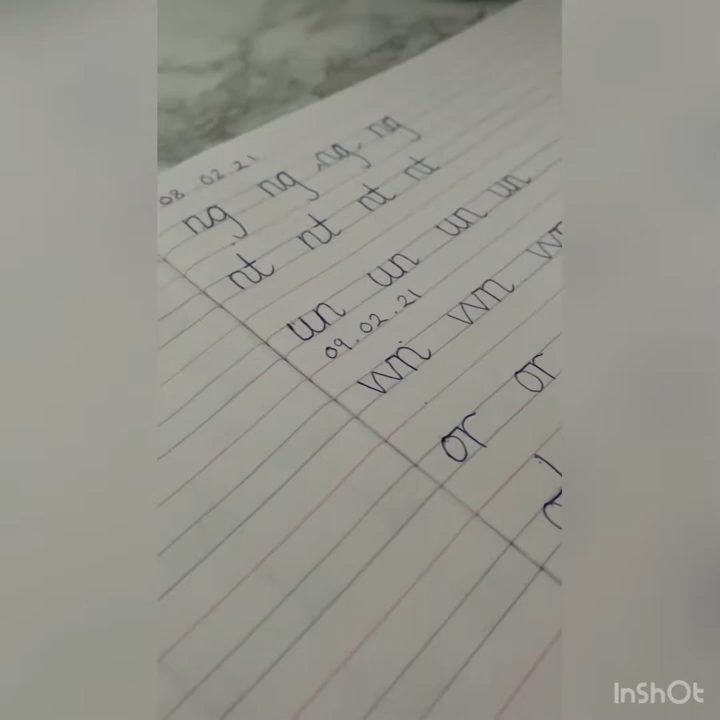 08.02.21
ng ng ng ng
nt nt nt nt
un un un un
09.02.21
wn wn wn
or or
InShOt